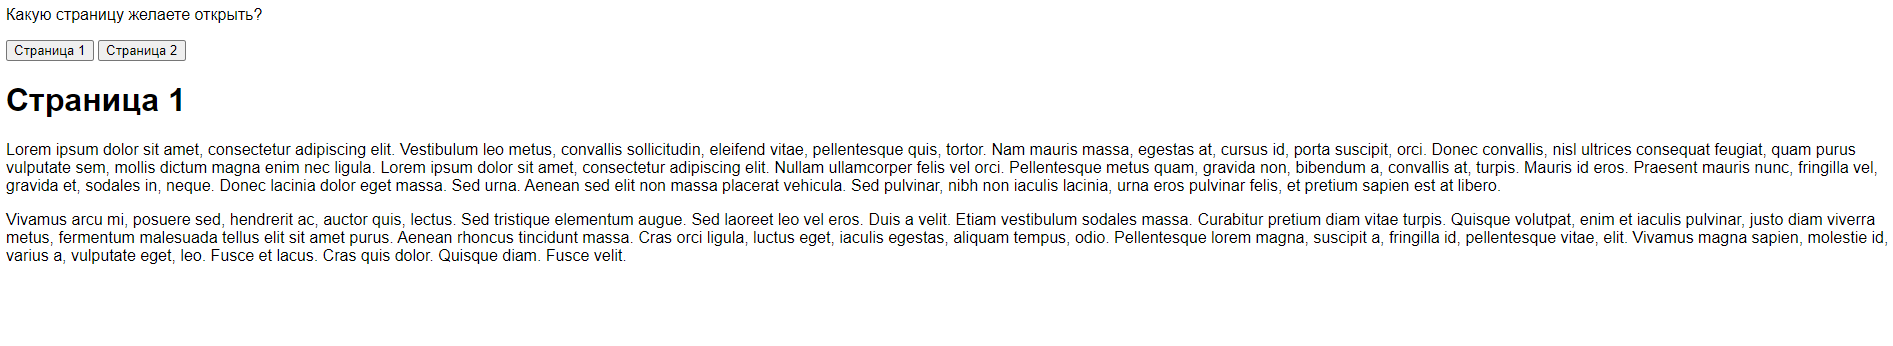 Какую страницу желаете открыть?
Страница 1 Страница 2
Страница 1
Lorem ipsum dolor sit amet, consectetur adipiscing elit. Vestibulum leo metus, convallis sollicitudin, eleifend vitae, pellentesque quis, tortor. Nam mauris massa, egestas at, cursus id, porta suscipit, orci. Donec convallis, nisl ultrices consequat feugiat, quam purus
vulputate sem, mollis dictum magna enim nec ligula. Lorem ipsum dolor sit amet, consectetur adipiscing elit. Nullam ullamcorper felis vel orci. Pellentesque metus quam, gravida non, bibendum a, convallis at, turpis. Mauris id eros. Praesent mauris nunc, fringilla vel,
gravida et, sodales in, neque. Donec lacinia dolor eget massa. Sed urna. Aenean sed elit non massa placerat vehicula. Sed pulvinar, nibh non iaculis lacinia, urna eros pulvinar felis, et pretium sapien est at libero.
Vivamus arcu mi, posuere sed, hendrerit ac, auctor quis, lectus. Sed tristique elementum augue. Sed laoreet leo vel eros. Duis a velit. Etiam vestibulum sodales massa. Curabitur pretium diam vitae turpis. Quisque volutpat, enim et iaculis pulvinar, justo diam viverra
metus, fermentum malesuada tellus elit sit amet purus. Aenean rhoncus tincidunt massa. Cras orci ligula, luctus eget, iaculis egestas, aliquam tempus, odio. Pellentesque lorem magna, suscipit a, fringilla id, pellentesque vitae, elit. Vivamus magna sapien, molestie id,
varius a, vulputate eget, leo. Fusce et lacus. Cras quis dolor. Quisque diam. Fusce velit.